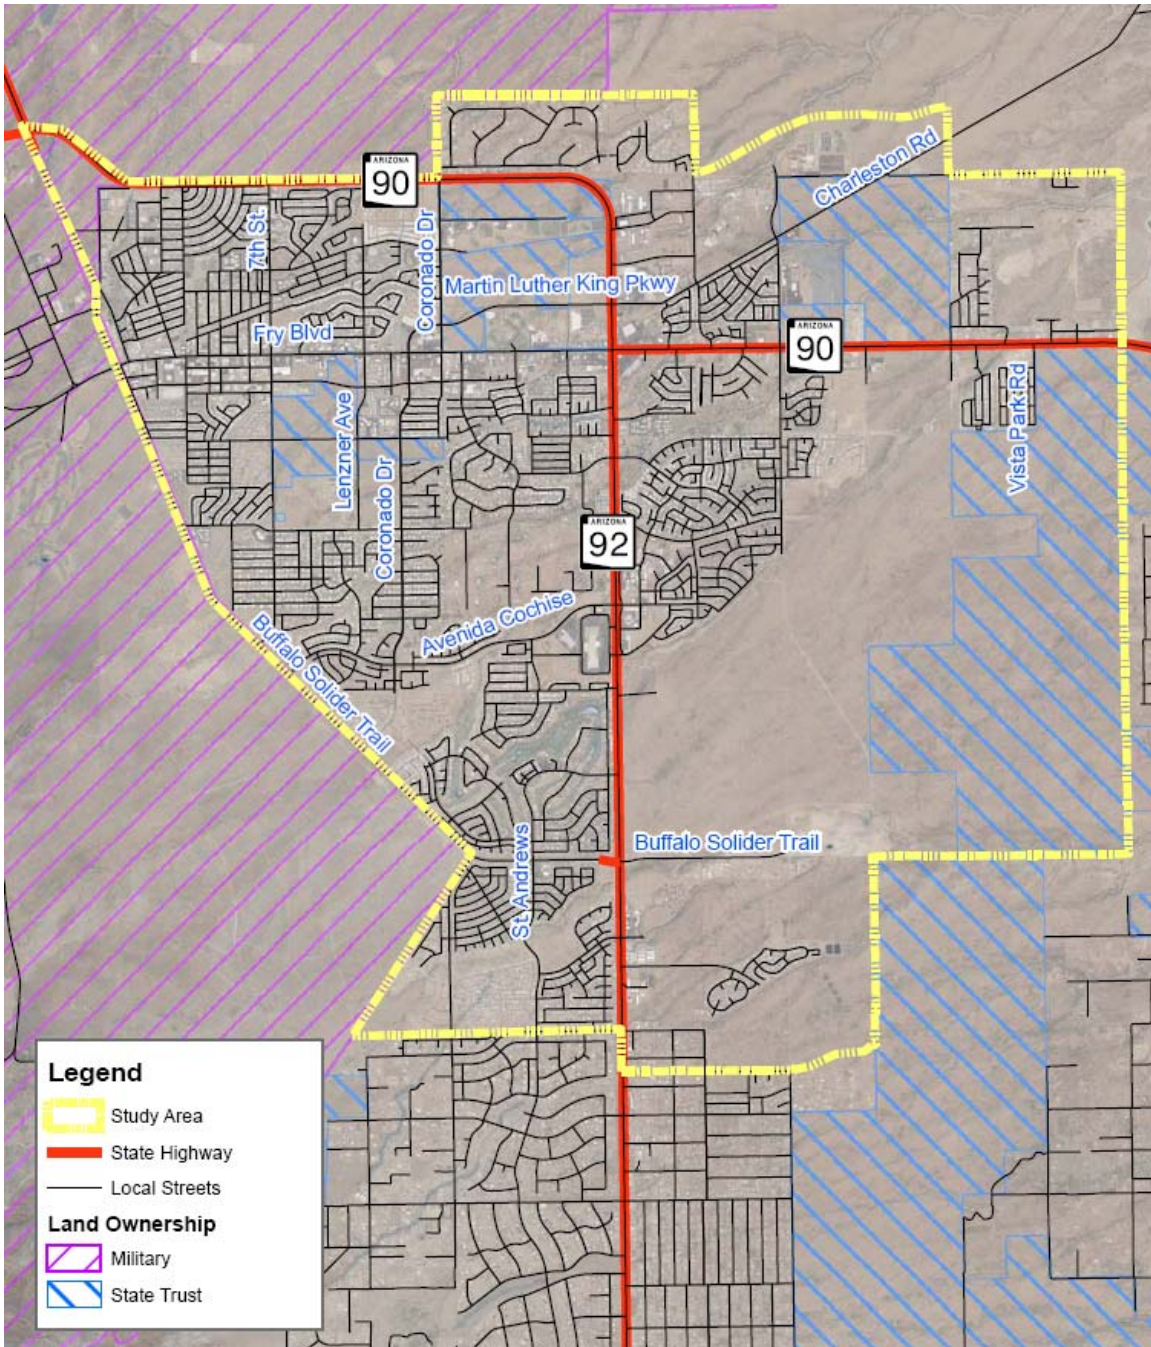 ARIZONA
90
Charleston Rd
7th St.
Coronado Dr
Martin Luther King Pkwy
Fry Blvd
ARIZONA
90
Lenzner Ave
Vista Park Rd
Coronado Dr
ARIZONA
92
Avenida Cochise
Buffalo Solider Trail
Buffalo Solider Trail
St. Andrews
Legend
Study Area
State Highway
Local Streets
Land Ownership
Military
State Trust